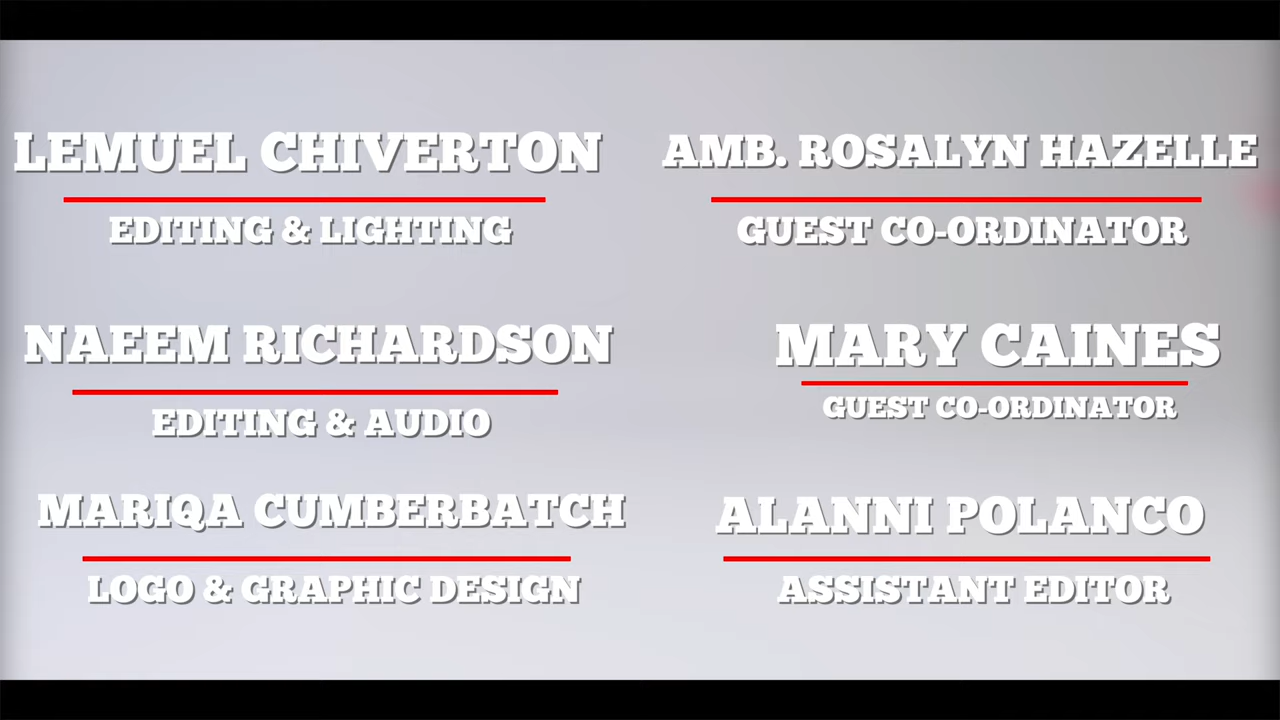 LEMUEL CHIVERTON
EDITING & LIGHTING
AMB. ROSALYN HAZELLE
GUEST CO-ORDINATOR
NAEEM RICHARDSON
EDITING & AUDIO
MARY CAINES
GUEST CO-ORDINATOR
MARIQA CUMBERBATCH
LOGO & GRAPHIC DESIGN
ALANNI POLANCO
ASSISTANT EDITOR